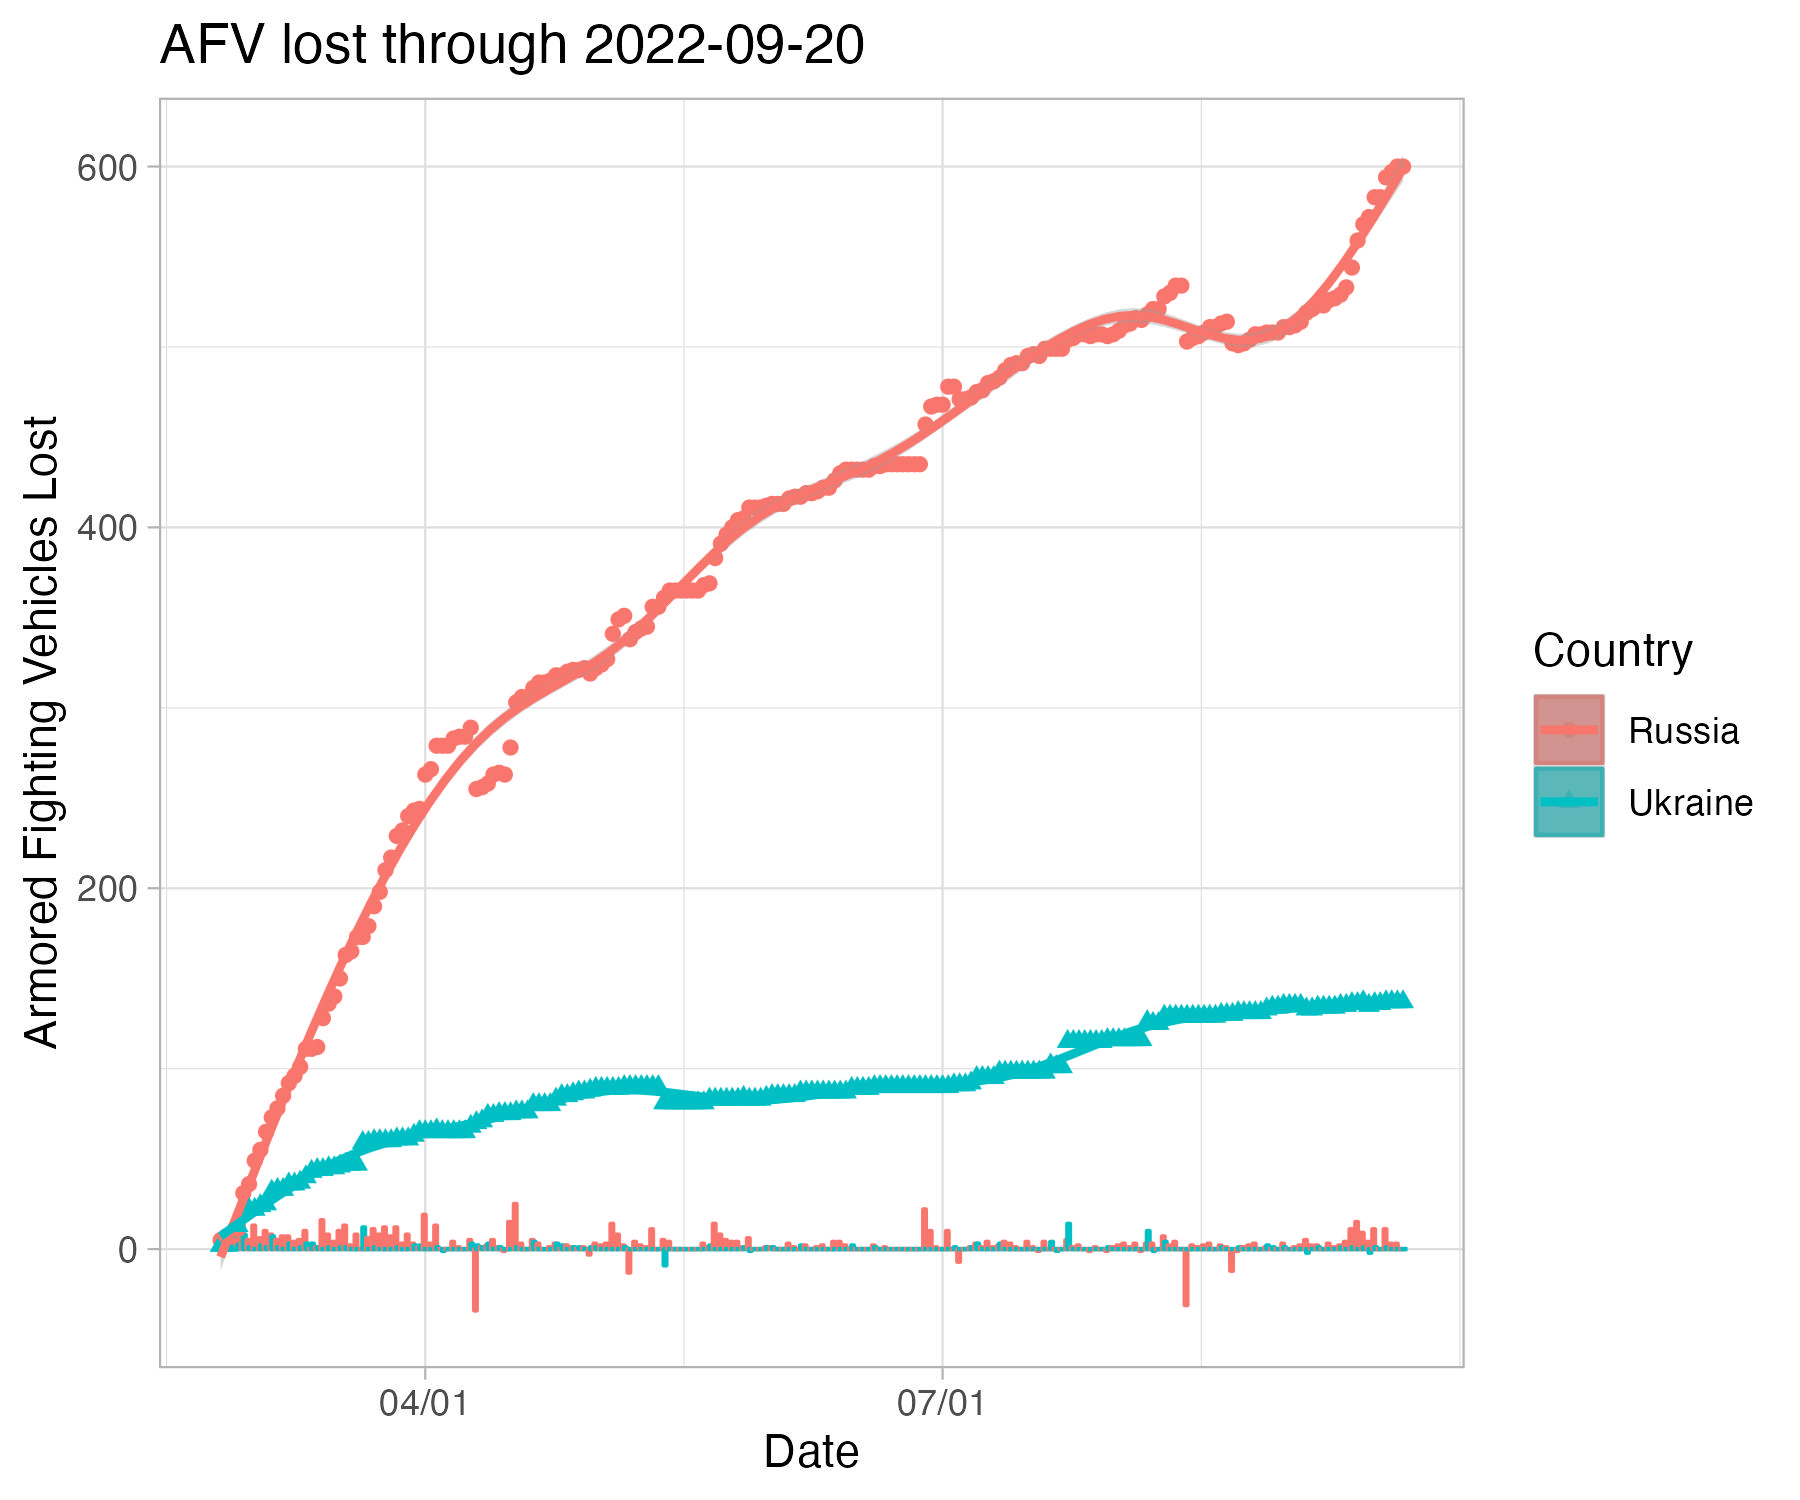 AFV lost through 2022-09-20
Armored Fighting Vehicles Lost
600
400
200
0
04/01
07/01
Date
Country
Russia
Ukraine